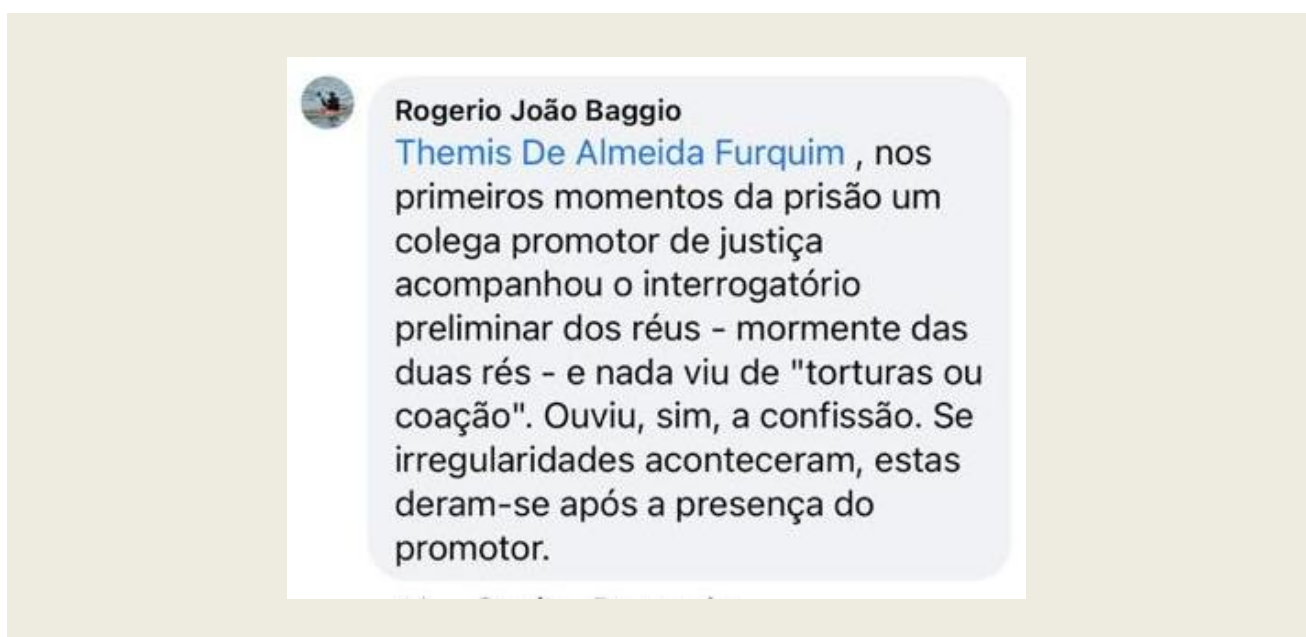 Rogerio João Baggio
Themis De Almeida Furquim , nos
primeiros momentos da prisão um
colega promotor de justiça
acompanhou o interrogatório
preliminar dos réus - mormente das
duas rés - e nada viu de "torturas ou
coação". Ouviu, sim, a confissão. Se
irregularidades aconteceram, estas
deram-se após a presença do
promotor.